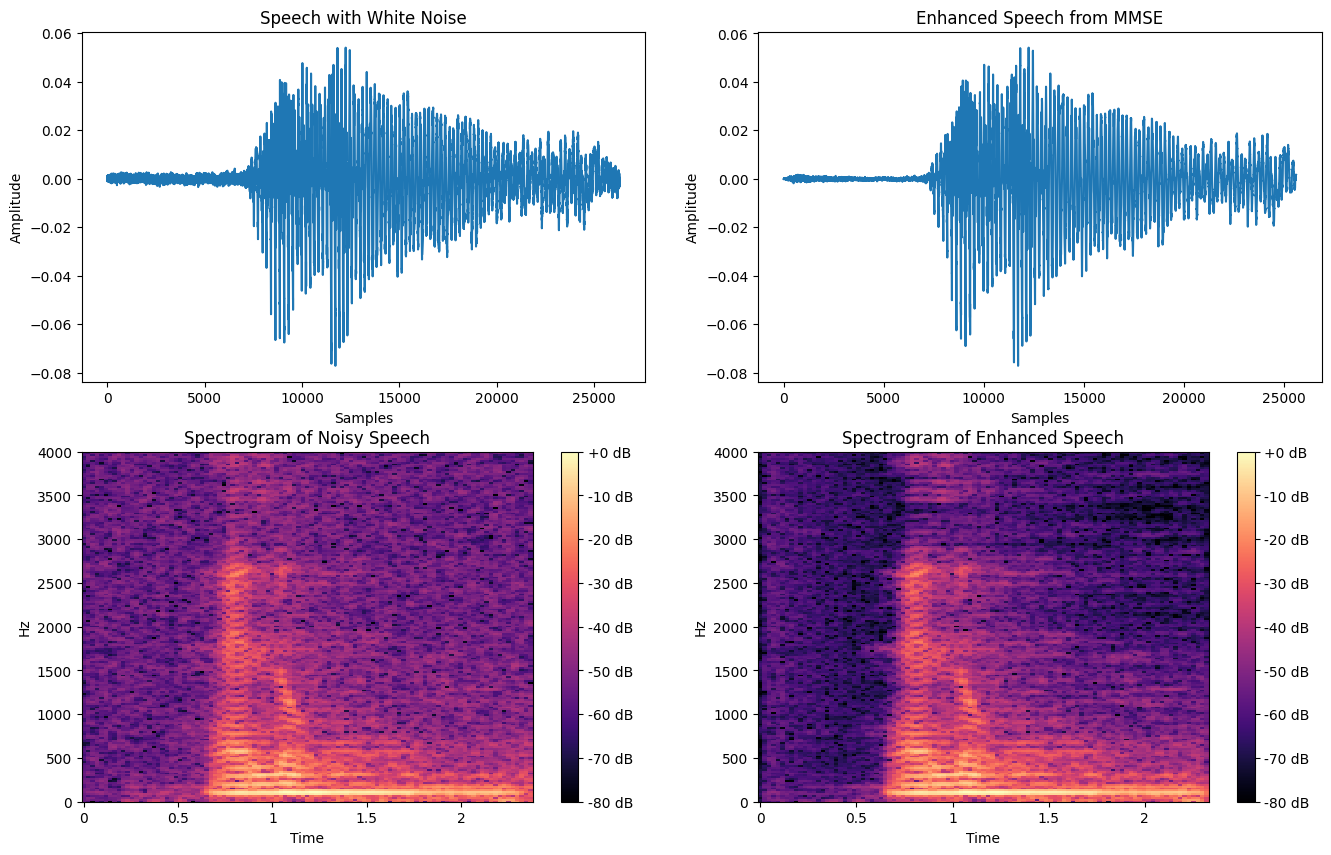 Speech with White Noise
0.06
0.04
0.02
0.00
−0.02
−0.04
−0.06
−0.08
Amplitude
0 5000 10000 15000 20000 25000
Samples
Enhanced Speech from MMSE
0.06
0.04
0.02
0.00
−0.02
−0.04
−0.06
−0.08
Amplitude
0 5000 10000 15000 20000 25000
Samples
Spectrogram of Noisy Speech
4000
3500
3000
2500
2000
1500
1000
500
0
Hz
0 0.5 1 1.5 2
Time
+0 dB
-10 dB
-20 dB
-30 dB
-40 dB
-50 dB
-60 dB
-70 dB
-80 dB
Spectrogram of Enhanced Speech
4000
3500
3000
2500
2000
1500
1000
500
0
Hz
0 0.5 1 1.5 2
Time
+0 dB
-10 dB
-20 dB
-30 dB
-40 dB
-50 dB
-60 dB
-70 dB
-80 dB